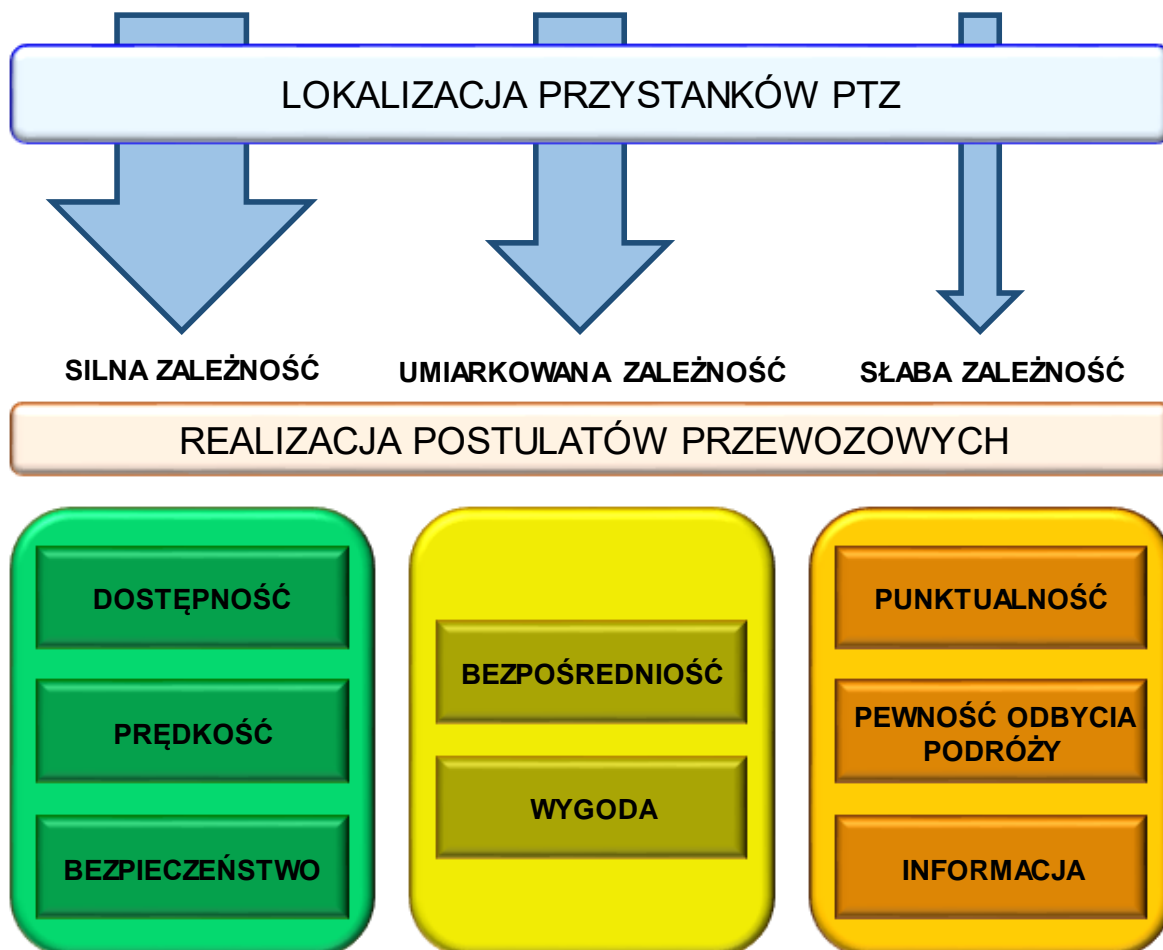 LOKALIZACJA PRZYSTANKÓW PTZ
SILNA ZALEŻNOŚĆ
UMIARKOWANA ZALEŻNOŚĆ
SŁABA ZALEŻNOŚĆ
REALIZACJA POSTULATÓW PRZEWOZOWYCH
DOSTĘPNOŚĆ
PRĘDKOŚĆ
BEZPIECZEŃSTWO
BEZPOŚREDNIOŚĆ
WYGODA
PUNKTUALNOŚĆ
PEWNOŚĆ ODBYCIA
PODRÓŻY
INFORMACJA